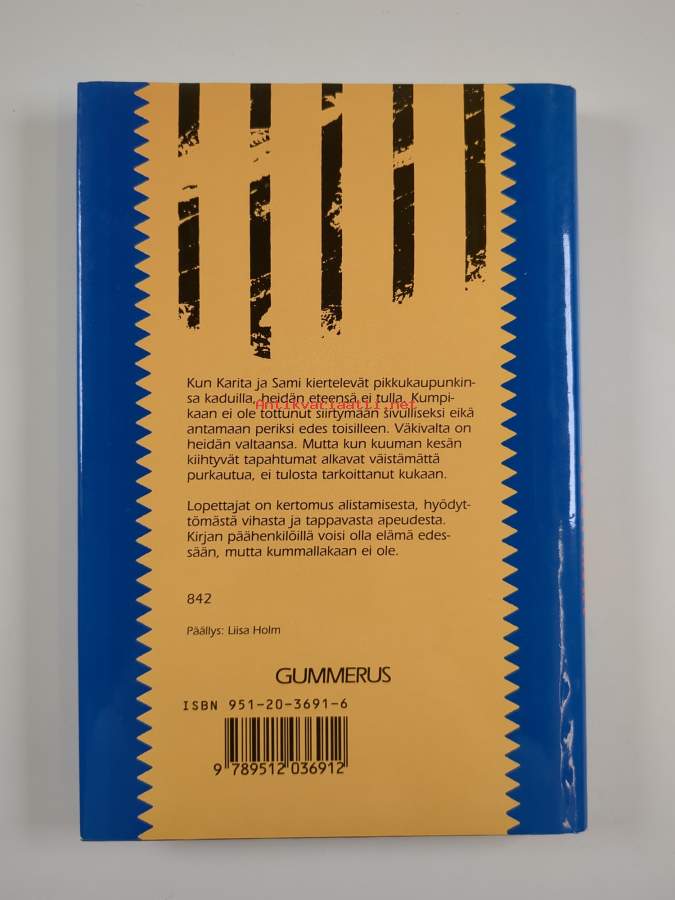 Kun Karita ja Sami kiertelevät pikkukaupunkin-
sa kaduilla, heidän eteensä ei tulla. Kumpi-
Antikvariaatti.net
kaan ei ole tottunut siirtymään sivulliseksi eikä
antamaan periksi edes toisilleen. Väkivalta on
heidän valtaansa. Mutta kun kuuman kesän
kiihtyvät tapahtumat alkavat väistämättä
purkautua, ei tulosta tarkoittanut kukaan.
Lopettajat on kertomus alistamisesta, hyödyt-
tömästä vihasta ja tappavasta apeudesta.
Kirjan päähenkilöillä voisi olla elämä edes-
sään, mutta kummallakaan ei ole.
842
Päällys: Liisa Holm
GUMMERUS
ISBN 951-20-3691-6
9 789512 036912